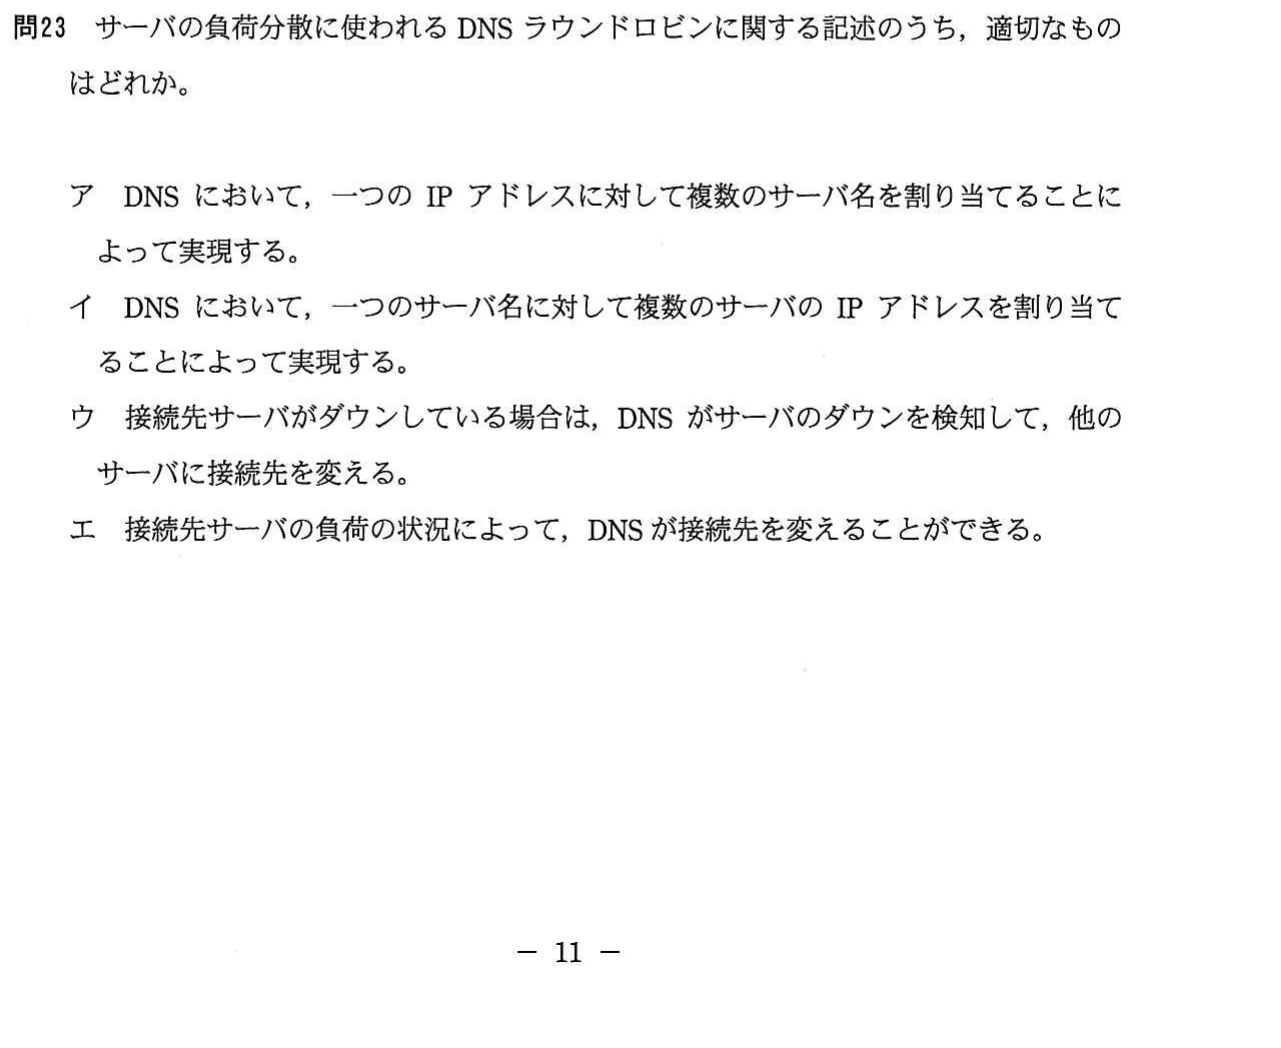 問23 サーバの負荷分散に使われる DNS ラウンドロビンに関する記述のうち，適切なもの
はどれか。
ア DNS において，一つの IP アドレスに対して複数のサーバ名を割り当てることに
よって実現する。
イ DNS において，一つのサーバ名に対して複数のサーバの IP アドレスを割り当て
ることによって実現する。
ウ 接続先サーバがダウンしている場合は，DNS がサーバのダウンを検知して，他の
サーバに接続先を変える。
エ 接続先サーバの負荷の状況によって，DNS が接続先を変えることができる。
－ 11 －